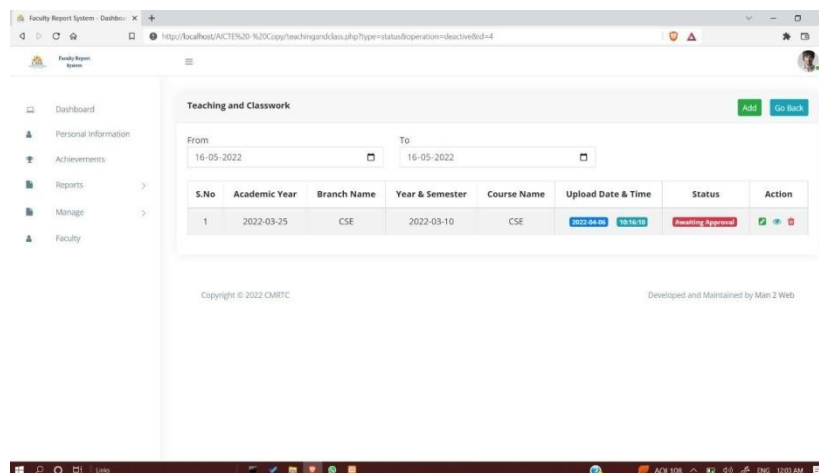 Faculty Report System - Dashboa
http://localhost/AICTE%20-%20Copy/teachingandclass.php?type=status&operation=deactive&id=4
Faculty Report
System
Dashboard
Personal Information
Achievements
Reports
Manage
Faculty
Teaching and Classwork
Add
Go Back
From
To
16-05-2022
16-05-2022
S.No Academic Year Branch Name Year & Semester Course Name Upload Date & Time Status Action
1 2022-03-25 CSE 2022-03-10 CSE 2022-04-06 10:16:10 Awaiting Approval
Copyright © 2022 CMRTC
Developed and Maintained by Man 2 Web
Links
AQI 108 ENG 12:03 AM